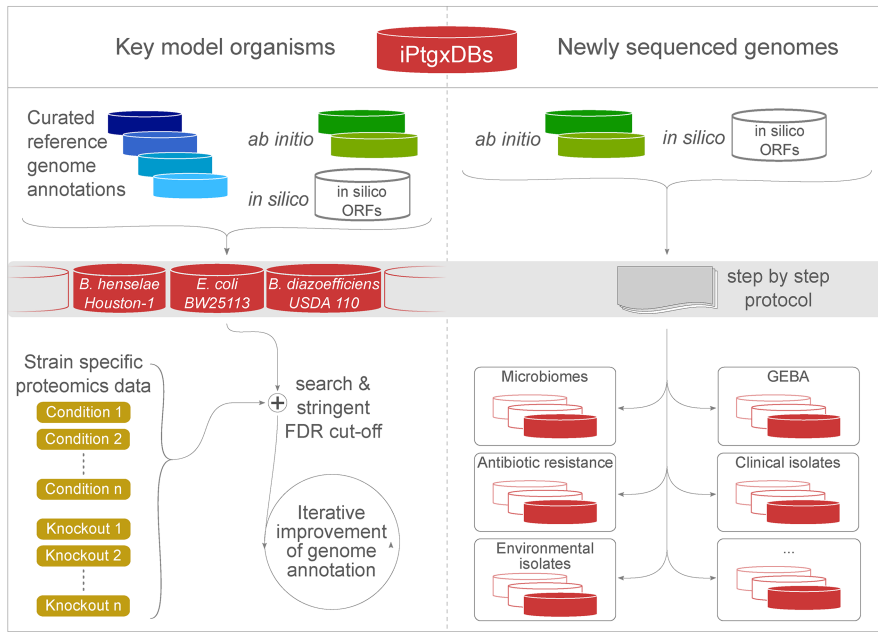 Key model organisms
iPtgxDBs
Newly sequenced genomes
Curated
reference
genome
annotations
ab initio
in silico
in silico
ORFs
ab initio
in silico
in silico
ORFs
B. henselae
Houston-1
E. coli
BW25113
B. diazoefficiens
USDA 110
step by step
protocol
Strain specific
proteomics data
Condition 1
Condition 2
Condition n
Knockout 1
Knockout 2
Knockout n
+
search &
stringent
FDR cut-off
Iterative
improvement
of genome
annotation
Microbiomes
GEBA
Antibiotic resistance
Clinical isolates
Environmental
isolates
...